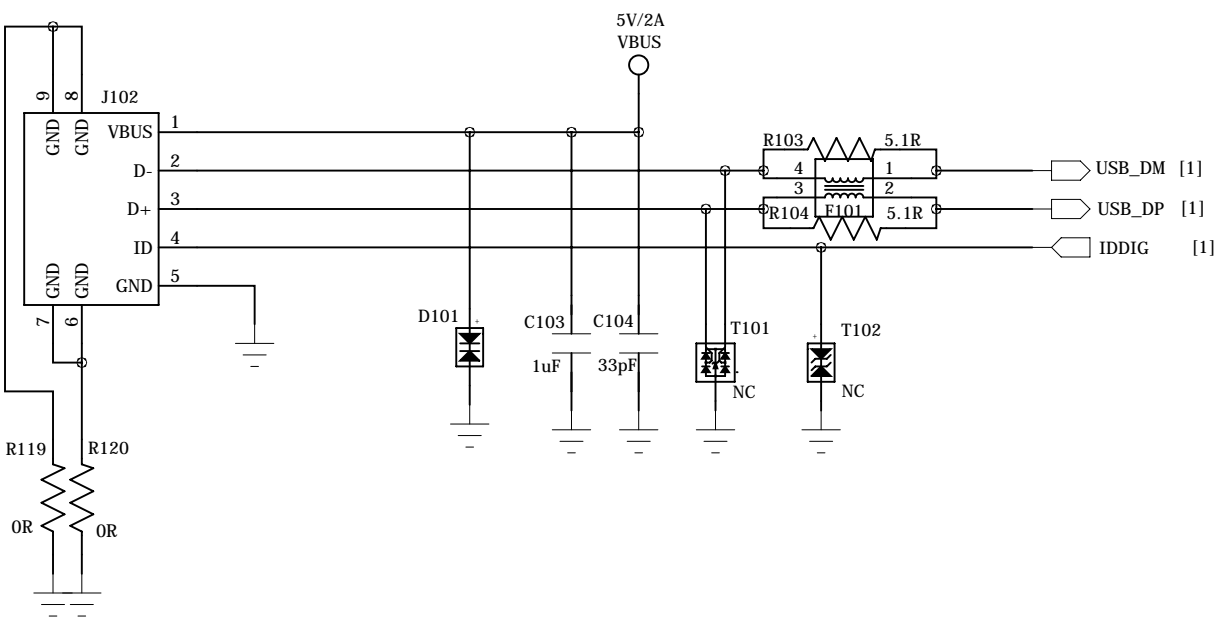 5V/2A
VBUS
J102
9
8
GND
GND
VBUS
1
D-
2
D+
3
ID
4
GND
5
GND
GND
7
6
R103
5.1R
4
1
3
2
R104
F101
5.1R
USB_DM [1]
USB_DP [1]
IDDIG [1]
D101
+
C103
1uF
C104
33pF
T101
NC
+
T102
NC
R119
R120
0R
0R